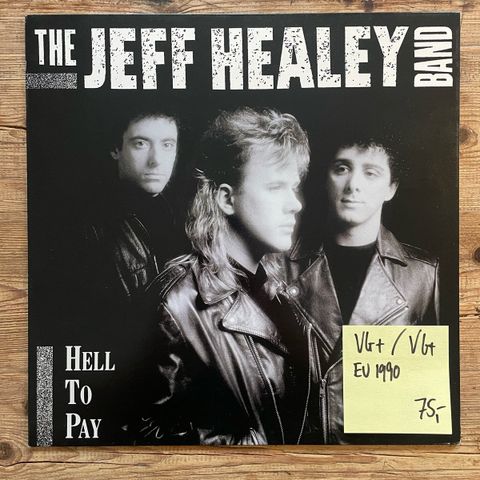 THE JEFF HEALEY BAND
HELL
TO
PAY
VG+ / VG+
EU 1990
75,-